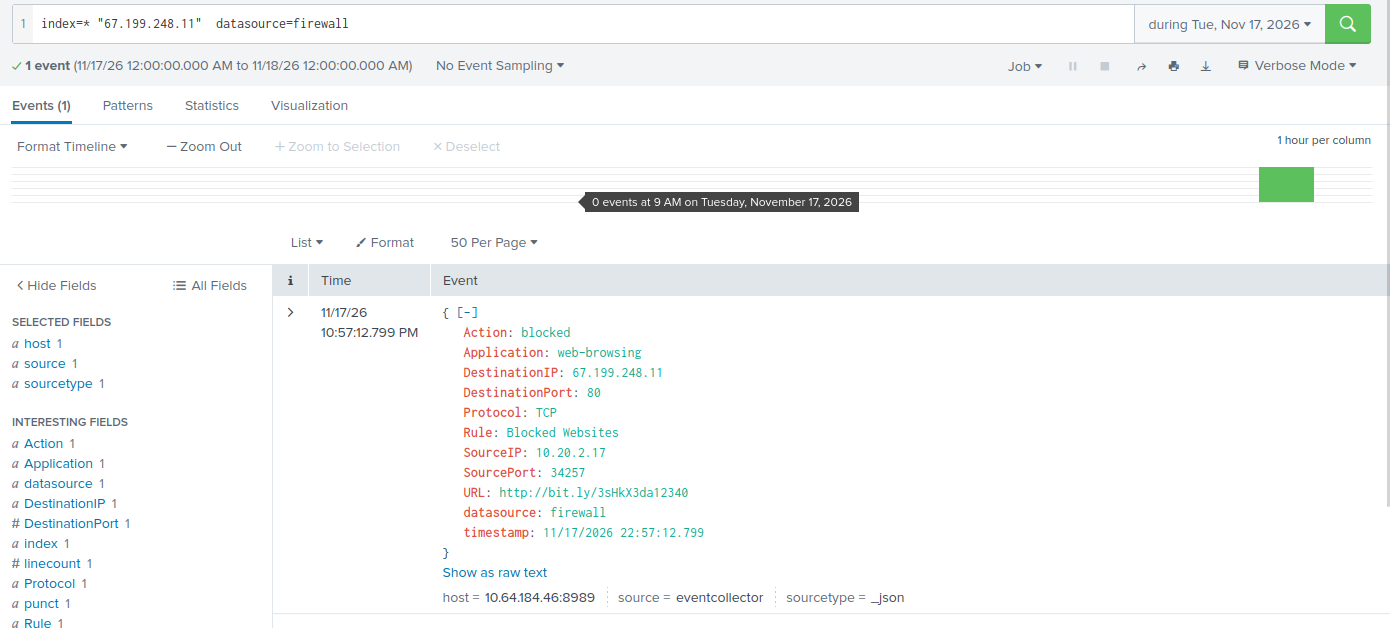 1 index=* "67.199.248.11"  datasource=firewall
during Tue, Nov 17, 2026
1 event (11/17/26 12:00:00.000 AM to 11/18/26 12:00:00.000 AM) No Event Sampling Job Verbose Mode
Events (1) Patterns Statistics Visualization
Format Timeline — Zoom Out + Zoom to Selection × Deselect 1 hour per column
0 events at 9 AM on Tuesday, November 17, 2026
List Format 50 Per Page
< Hide Fields All Fields
SELECTED FIELDS
a host 1
a source 1
a sourcetype 1
INTERESTING FIELDS
a Action 1
a Application 1
a datasource 1
a DestinationIP 1
# DestinationPort 1
a index 1
# linecount 1
a Protocol 1
a punct 1
a Rule 1
i Time Event
> 11/17/26
10:57:12.799 PM
{ [-]
Action: blocked
Application: web-browsing
DestinationIP: 67.199.248.11
DestinationPort: 80
Protocol: TCP
Rule: Blocked Websites
SourceIP: 10.20.2.17
SourcePort: 34257
URL: http://bit.ly/3sHkX3da12340
datasource: firewall
timestamp: 11/17/2026 22:57:12.799
}
Show as raw text
host = 10.64.184.46:8989 source = eventcollector sourcetype = _json